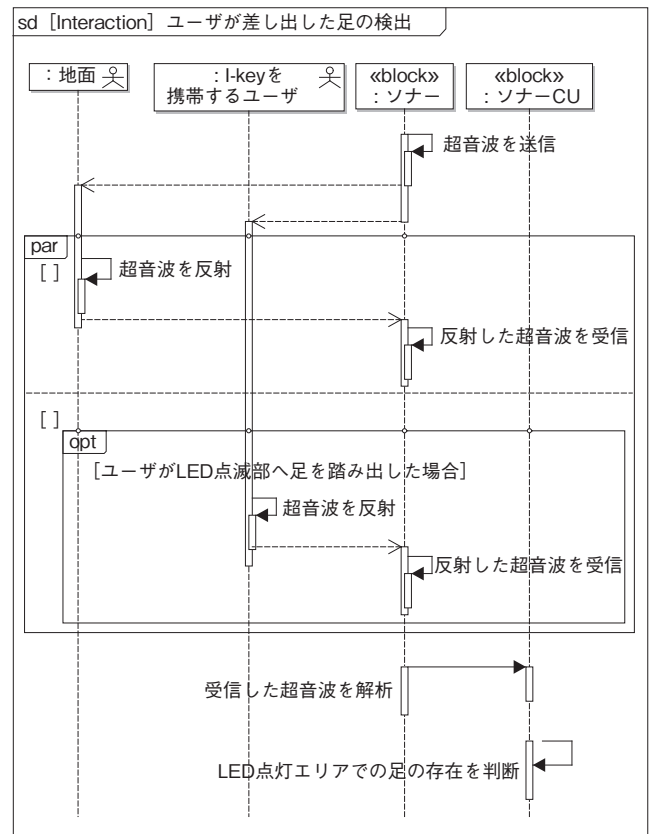 sd [Interaction] ユーザが差し出した足の検出
：地面
：I-keyを
携帯するユーザ
«block»
：ソナー
«block»
：ソナーCU
超音波を送信
par
[ ]
超音波を反射
反射した超音波を受信
[ ]
opt
[ユーザがLED点滅部へ足を踏み出した場合]
超音波を反射
反射した超音波を受信
受信した超音波を解析
LED点灯エリアでの足の存在を判断